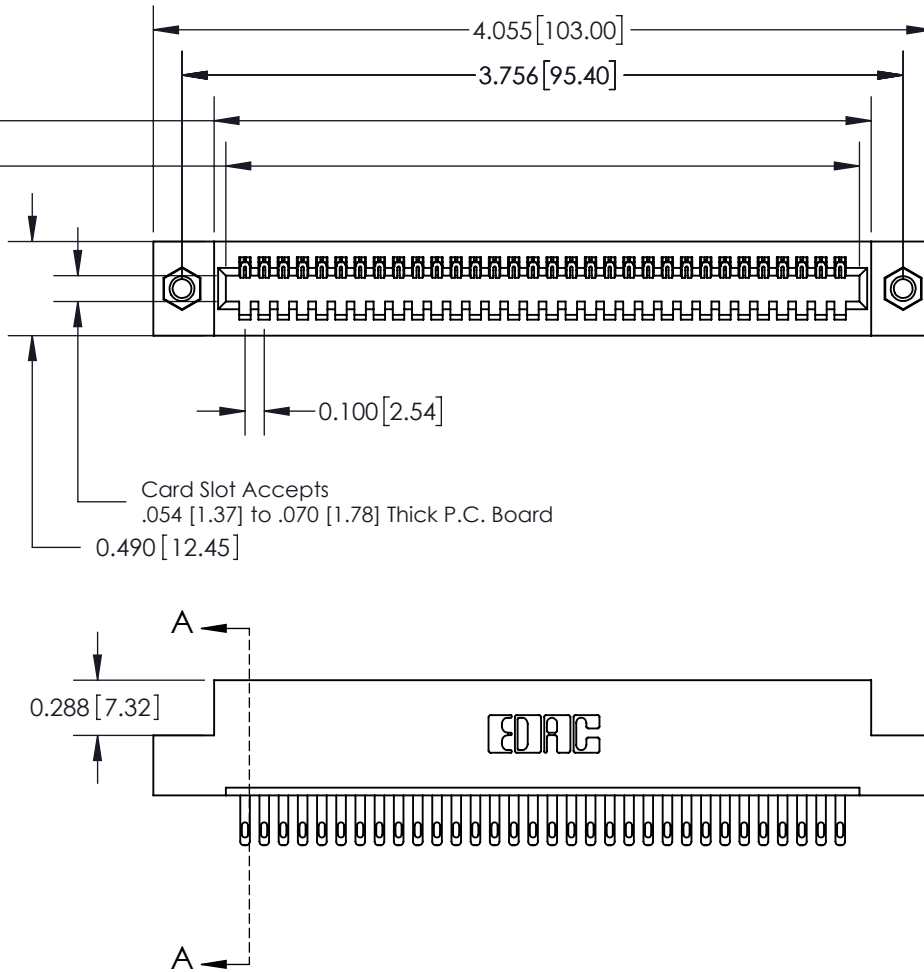 4.055[103.00]
3.756[95.40]
0.100[2.54]
Card Slot Accepts
.054 [1.37] to .070 [1.78] Thick P.C. Board
0.490[12.45]
A
0.288[7.32]
EDAC
A